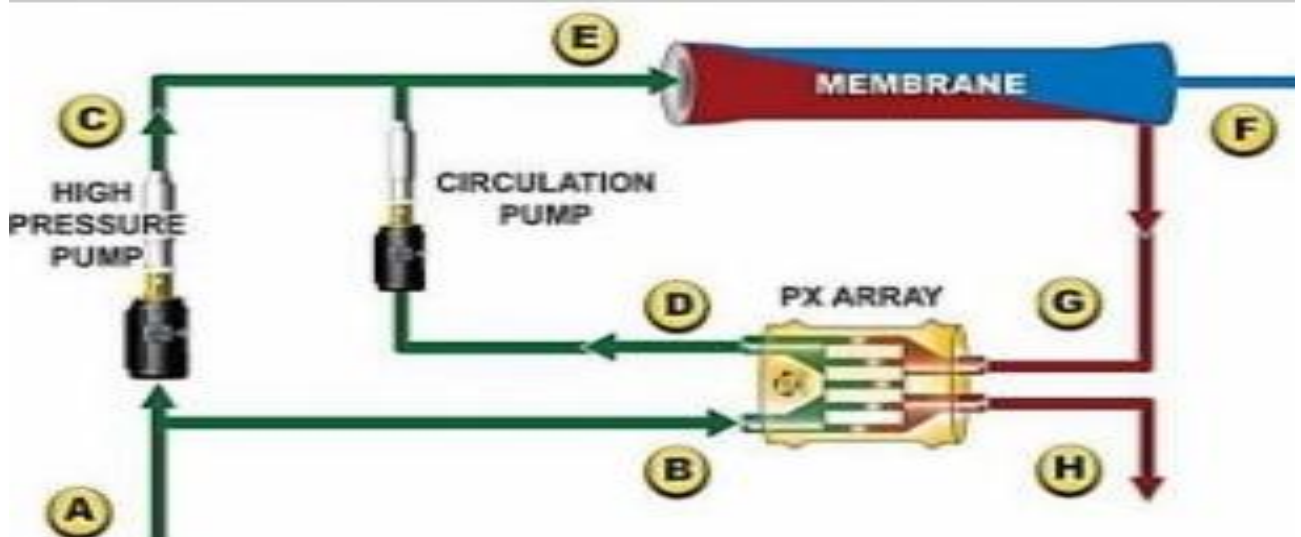 E
MEMBRANE
C
F
HIGH
PRESSURE
PUMP
CIRCULATION
PUMP
D
PX ARRAY
G
B
H
A